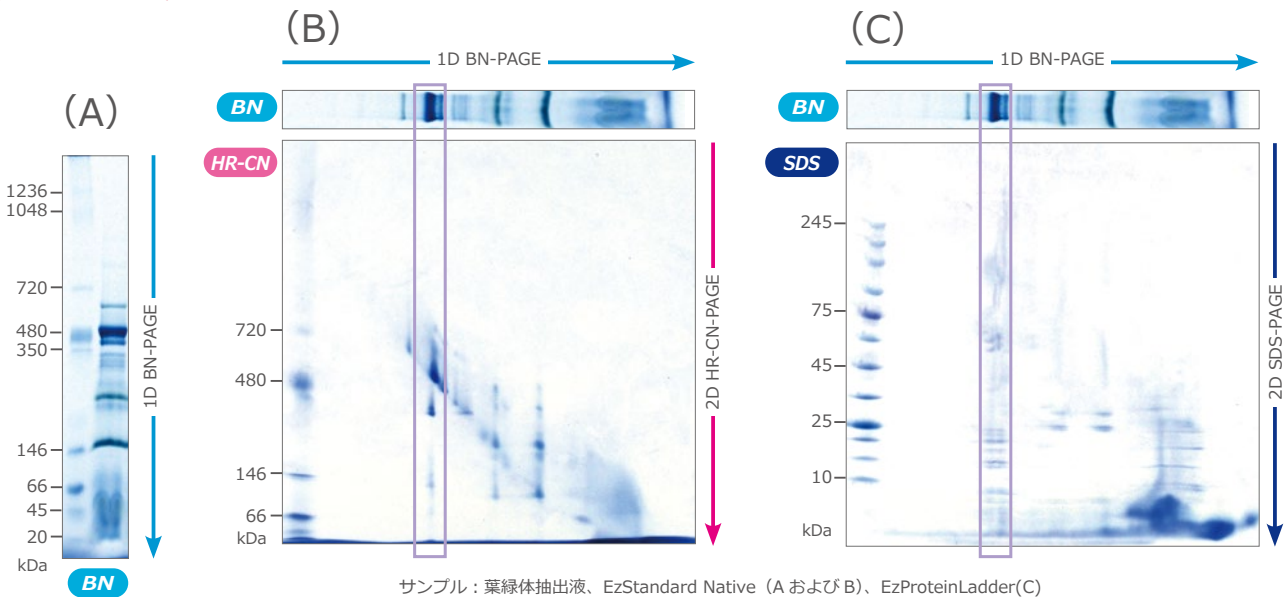 (A)
1236
1048
720
480
350
146
66
45
20
kDa
1D BN-PAGE
BN
(B)
1D BN-PAGE
BN
HR-CN
720
480
146
66
kDa
2D HR-CN-PAGE
(C)
1D BN-PAGE
BN
SDS
245
75
45
25
10
kDa
2D SDS-PAGE
サンプル：葉緑体抽出液、EzStandard Native（A および B）、EzProteinLadder(C)